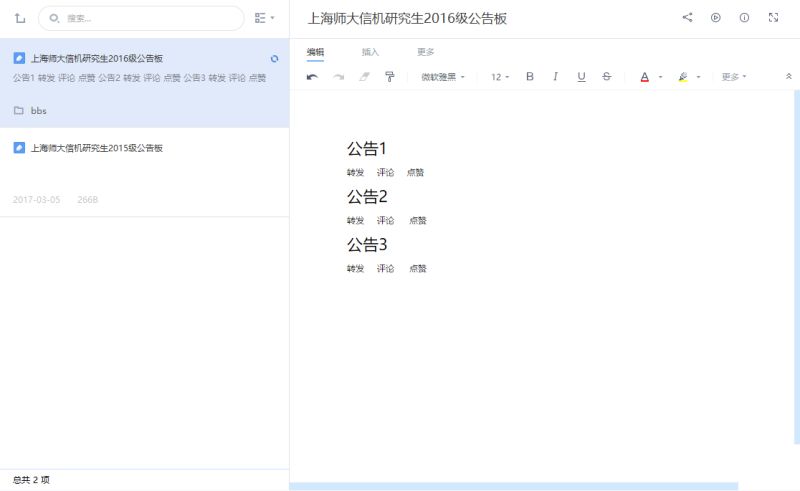 搜索...
上海师大信机研究生2016级公告板
公告1 转发 评论 点赞 公告2 转发 评论 点赞 公告3 转发 评论 点赞
bbs
上海师大信机研究生2015级公告板
2017-03-05 266B
总共 2 项
上海师大信机研究生2016级公告板
编辑 插入 更多
微软雅黑 12 B I U S A 更多
公告1
转发 评论 点赞
公告2
转发 评论 点赞
公告3
转发 评论 点赞